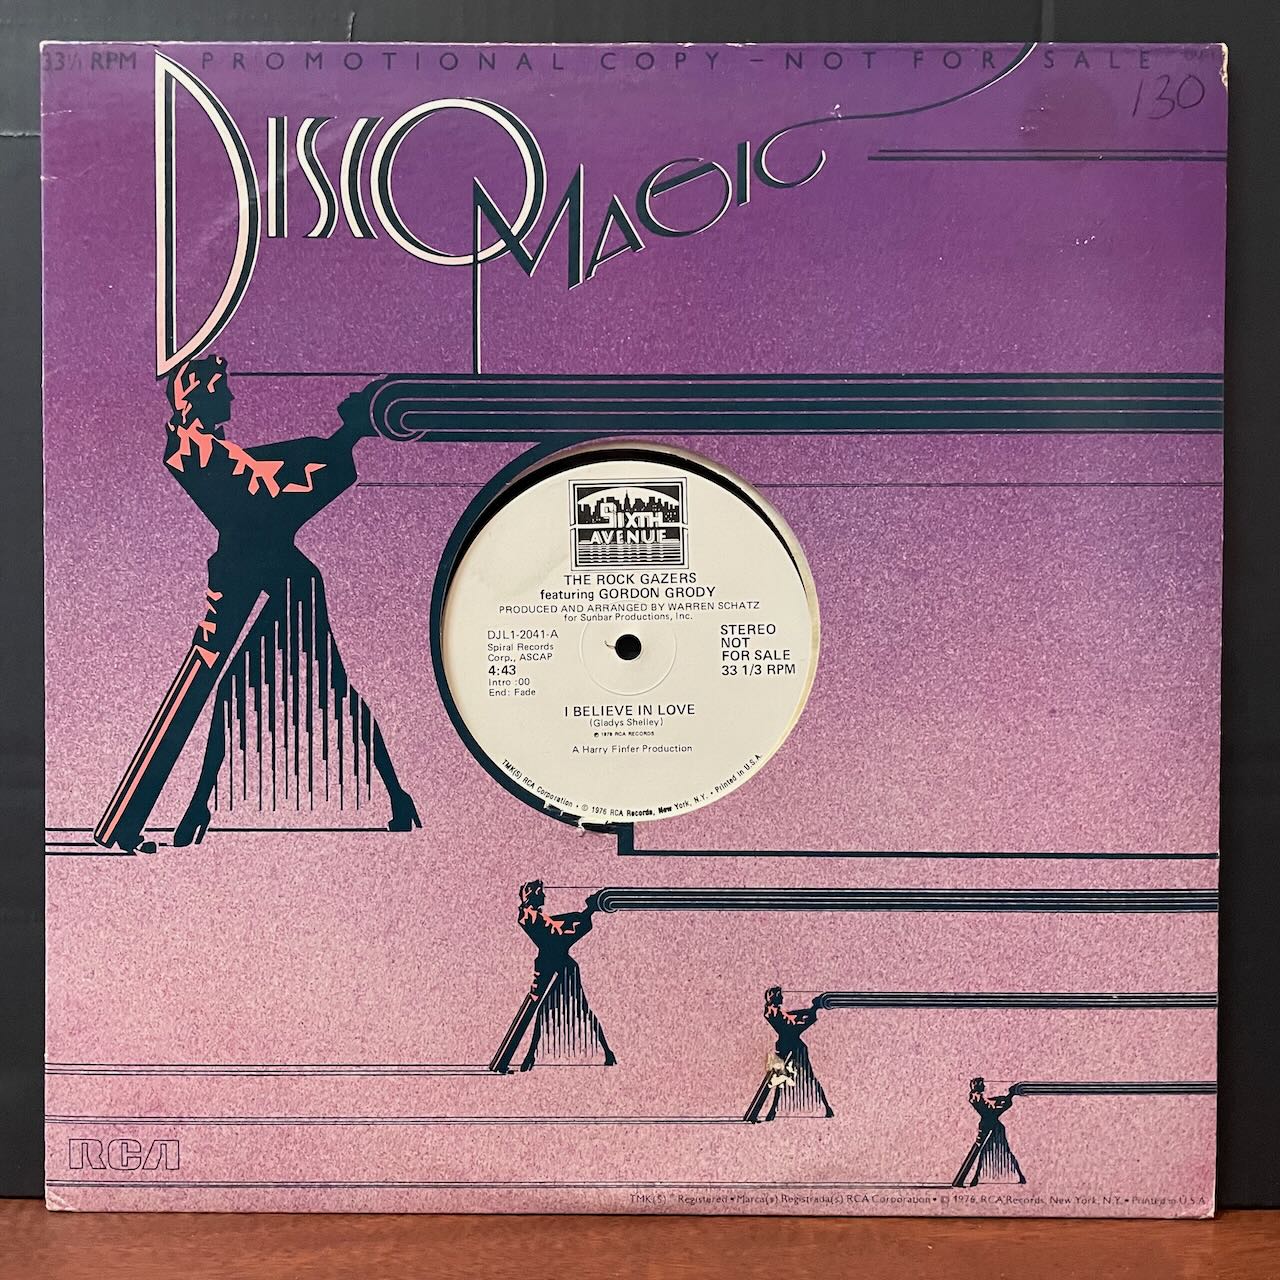 33⅓ RPM PROMOTIONAL COPY – NOT FOR SALE
130
DISCO MAGIC
SIXTH
AVENUE
THE ROCK GAZERS
featuring GORDON GRODY
PRODUCED AND ARRANGED BY WARREN SCHATZ
for Sunbar Productions, Inc.
DJL1-2041-A
Spiral Records
Corp., ASCAP
4:43
Intro :00
End: Fade
STEREO
NOT
FOR SALE
33 1/3 RPM
I BELIEVE IN LOVE
(Gladys Shelley)
℗ 1976 RCA RECORDS
A Harry Finfer Production
TMK(S) RCA Corporation • © 1976 RCA Records, New York, N.Y. • Printed in U.S.A.
RCA
TMK(S) ® Registered • Marca(s) Registrada(s) RCA Corporation • © 1976, RCA Records, New York, N.Y. • Printed in U.S.A.